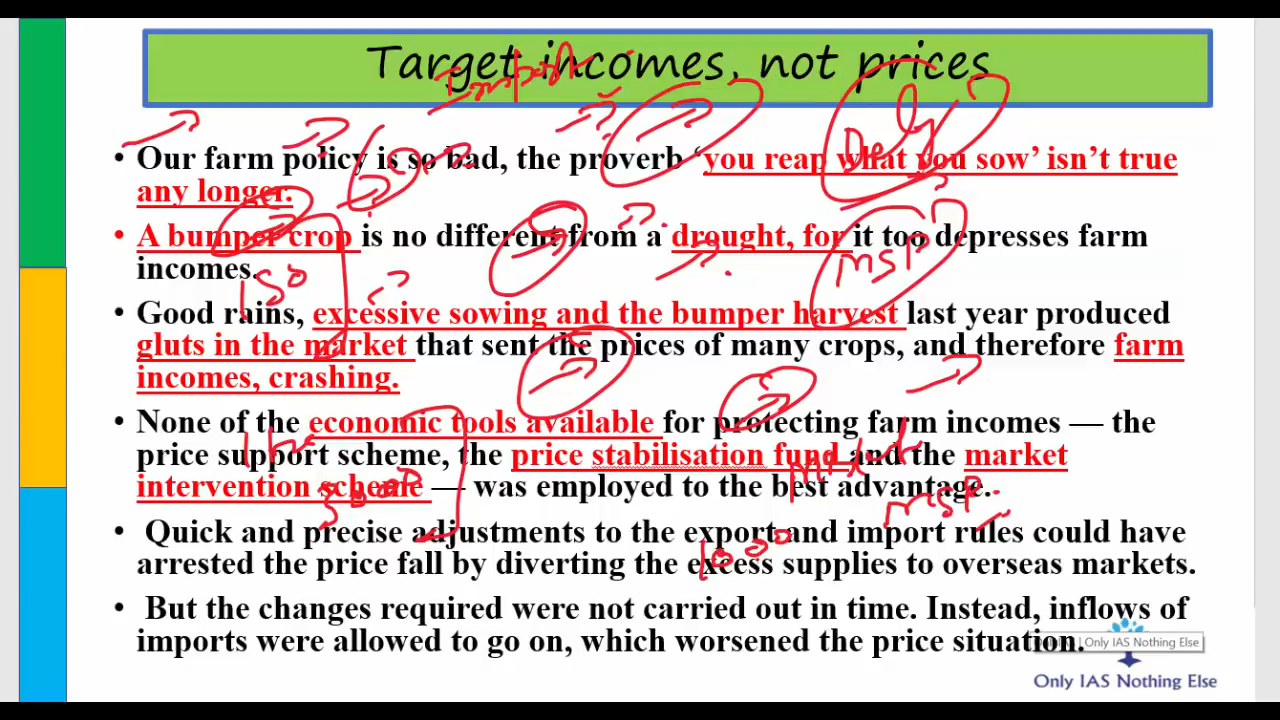 Target incomes, not prices
• Our farm policy is so bad, the proverb ‘you reap what you sow’ isn’t true
any longer.
• A bumper crop is no different from a drought, for it too depresses farm
incomes.
• Good rains, excessive sowing and the bumper harvest last year produced
gluts in the market that sent the prices of many crops, and therefore farm
incomes, crashing.
• None of the economic tools available for protecting farm incomes — the
price support scheme, the price stabilisation fund and the market
intervention scheme — was employed to the best advantage.
• Quick and precise adjustments to the export and import rules could have
arrested the price fall by diverting the excess supplies to overseas markets.
• But the changes required were not carried out in time. Instead, inflows of
imports were allowed to go on, which worsened the price situation.
Only IAS Nothing Else
Only IAS Nothing Else
MSP
150
MSP
1000